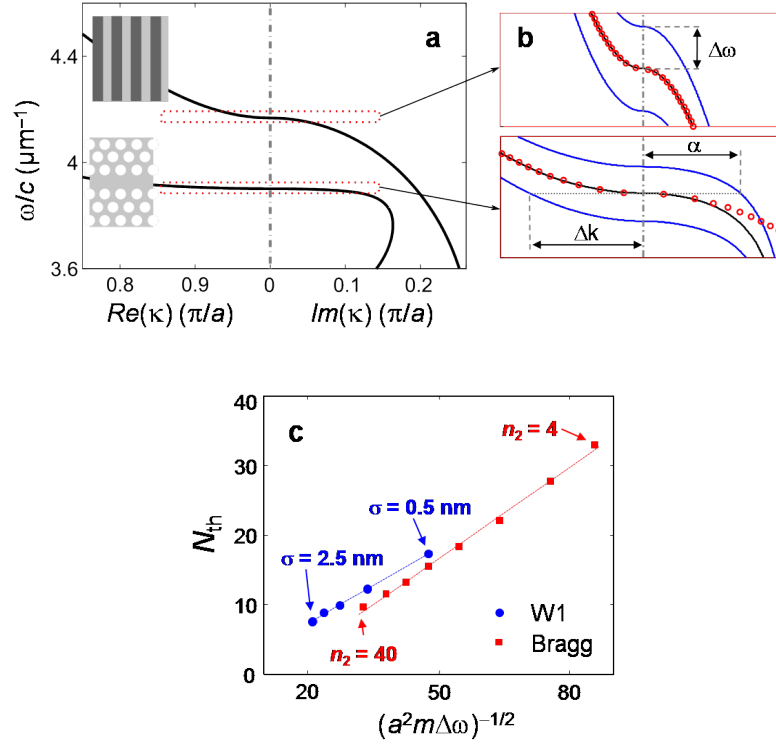 a
4.4
4
3.6
ω/c (μm⁻¹)
0.8
0.9
0
0.1
0.2
Re(κ) (π/a)
Im(κ) (π/a)
b
Δω
α
Δk
c
40
30
20
10
0
N_th
n₂ = 4
σ = 0.5 nm
σ = 2.5 nm
n₂ = 40
W1
Bragg
20
50
80
(a²mΔω)⁻¹/²